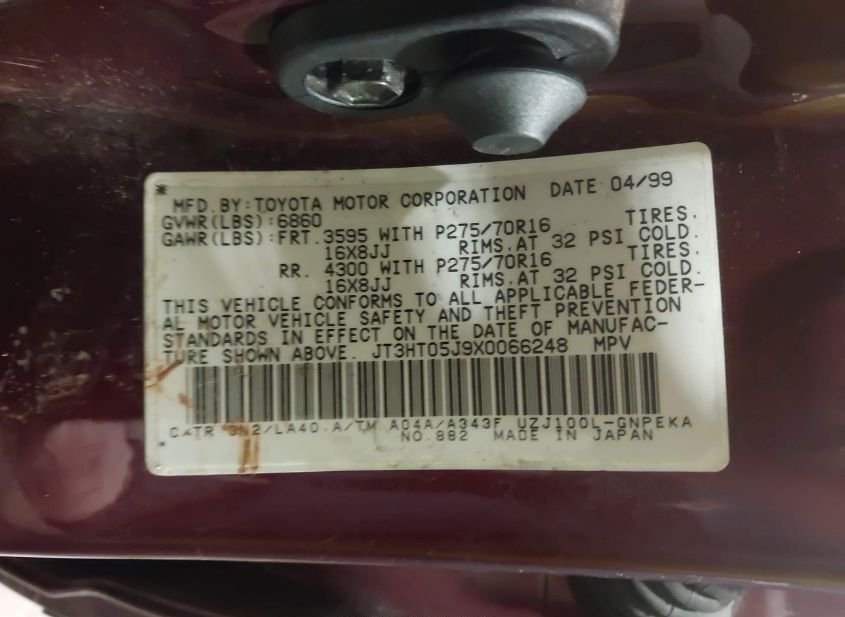 MFD.BY:TOYOTA MOTOR CORPORATION DATE 04/99
GVWR(LBS):6860
GAWR(LBS):FRT.3595 WITH P275/70R16 TIRES.
16X8JJ RIMS.AT 32 PSI COLD.
RR. 4300 WITH P275/70R16 TIRES.
16X8JJ RIMS.AT 32 PSI COLD.
THIS VEHICLE CONFORMS TO ALL APPLICABLE FEDER-
AL MOTOR VEHICLE SAFETY AND THEFT PREVENTION
STANDARDS IN EFFECT ON THE DATE OF MANUFAC-
TURE SHOWN ABOVE. JT3HT05J9X0066248 MPV
C/TR 3N2/LA40.A/TM A04A/A343F UZJ100L-GNPEKA
NO.882 MADE IN JAPAN